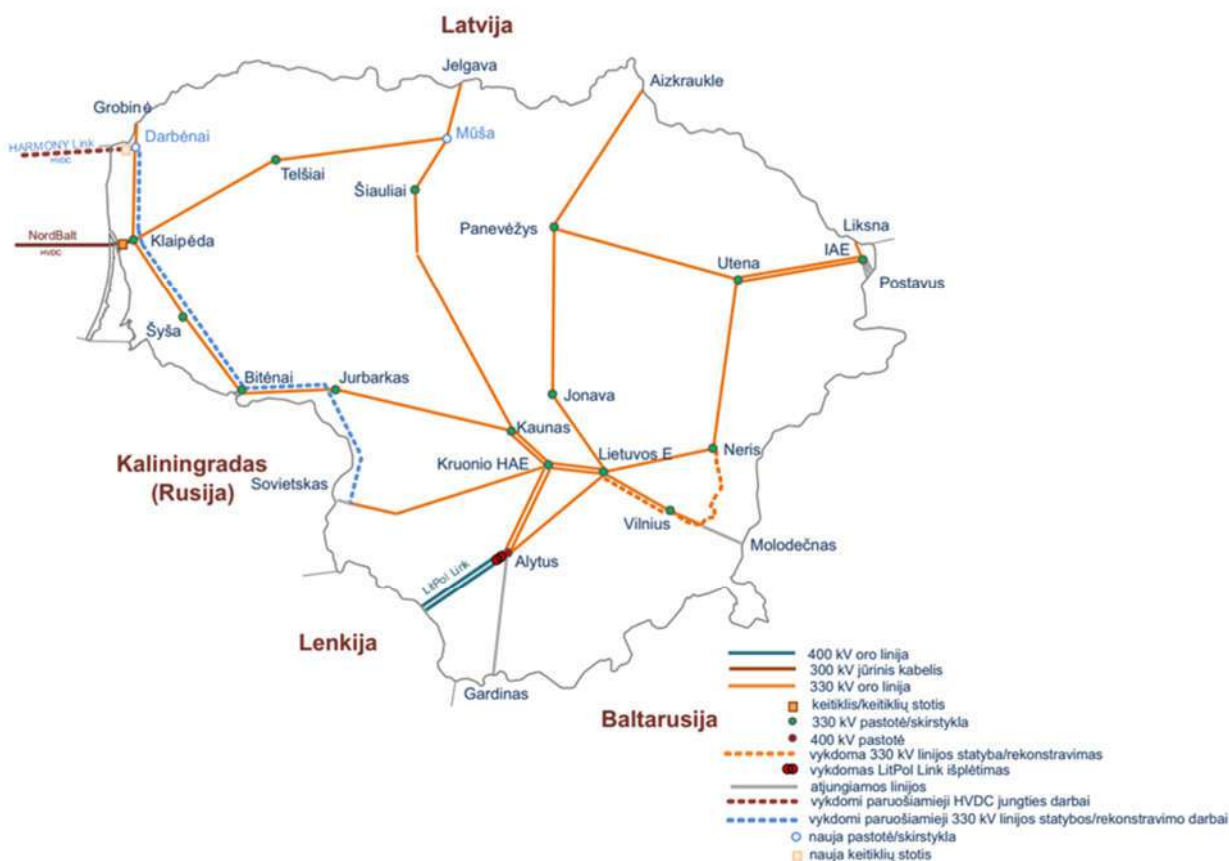 Latvija
Jelgava
Aizkraukle
Grobinė
Darbėnai
Mūša
HARMONY Link
HVDC
Telšiai
Šiauliai
NordBalt
HVDC
Klaipėda
Panevėžys
Liksna
IAE
Utena
Postavus
Šyša
Bitėnai
Jurbarkas
Jonava
Kaunas
Kaliningradas
(Rusija)
Kruonio HAE
Lietuvos E
Neris
Sovietskas
Vilnius
Molodečnas
LitPol Link
Alytus
Lenkija
Gardinas
Baltarusija
400 kV oro linija
300 kV jūrinis kabelis
330 kV oro linija
keitiklis/keitiklių stotis
330 kV pastotė/skirstykla
400 kV pastotė
vykdoma 330 kV linijos statyba/rekonstravimas
vykdomas LitPol Link išplėtimas
atjungiamos linijos
vykdomi paruošiamieji HVDC jungties darbai
vykdomi paruošiamieji 330 kV linijos statybos/rekonstravimo darbai
nauja pastotė/skirstykla
nauja keitiklių stotis